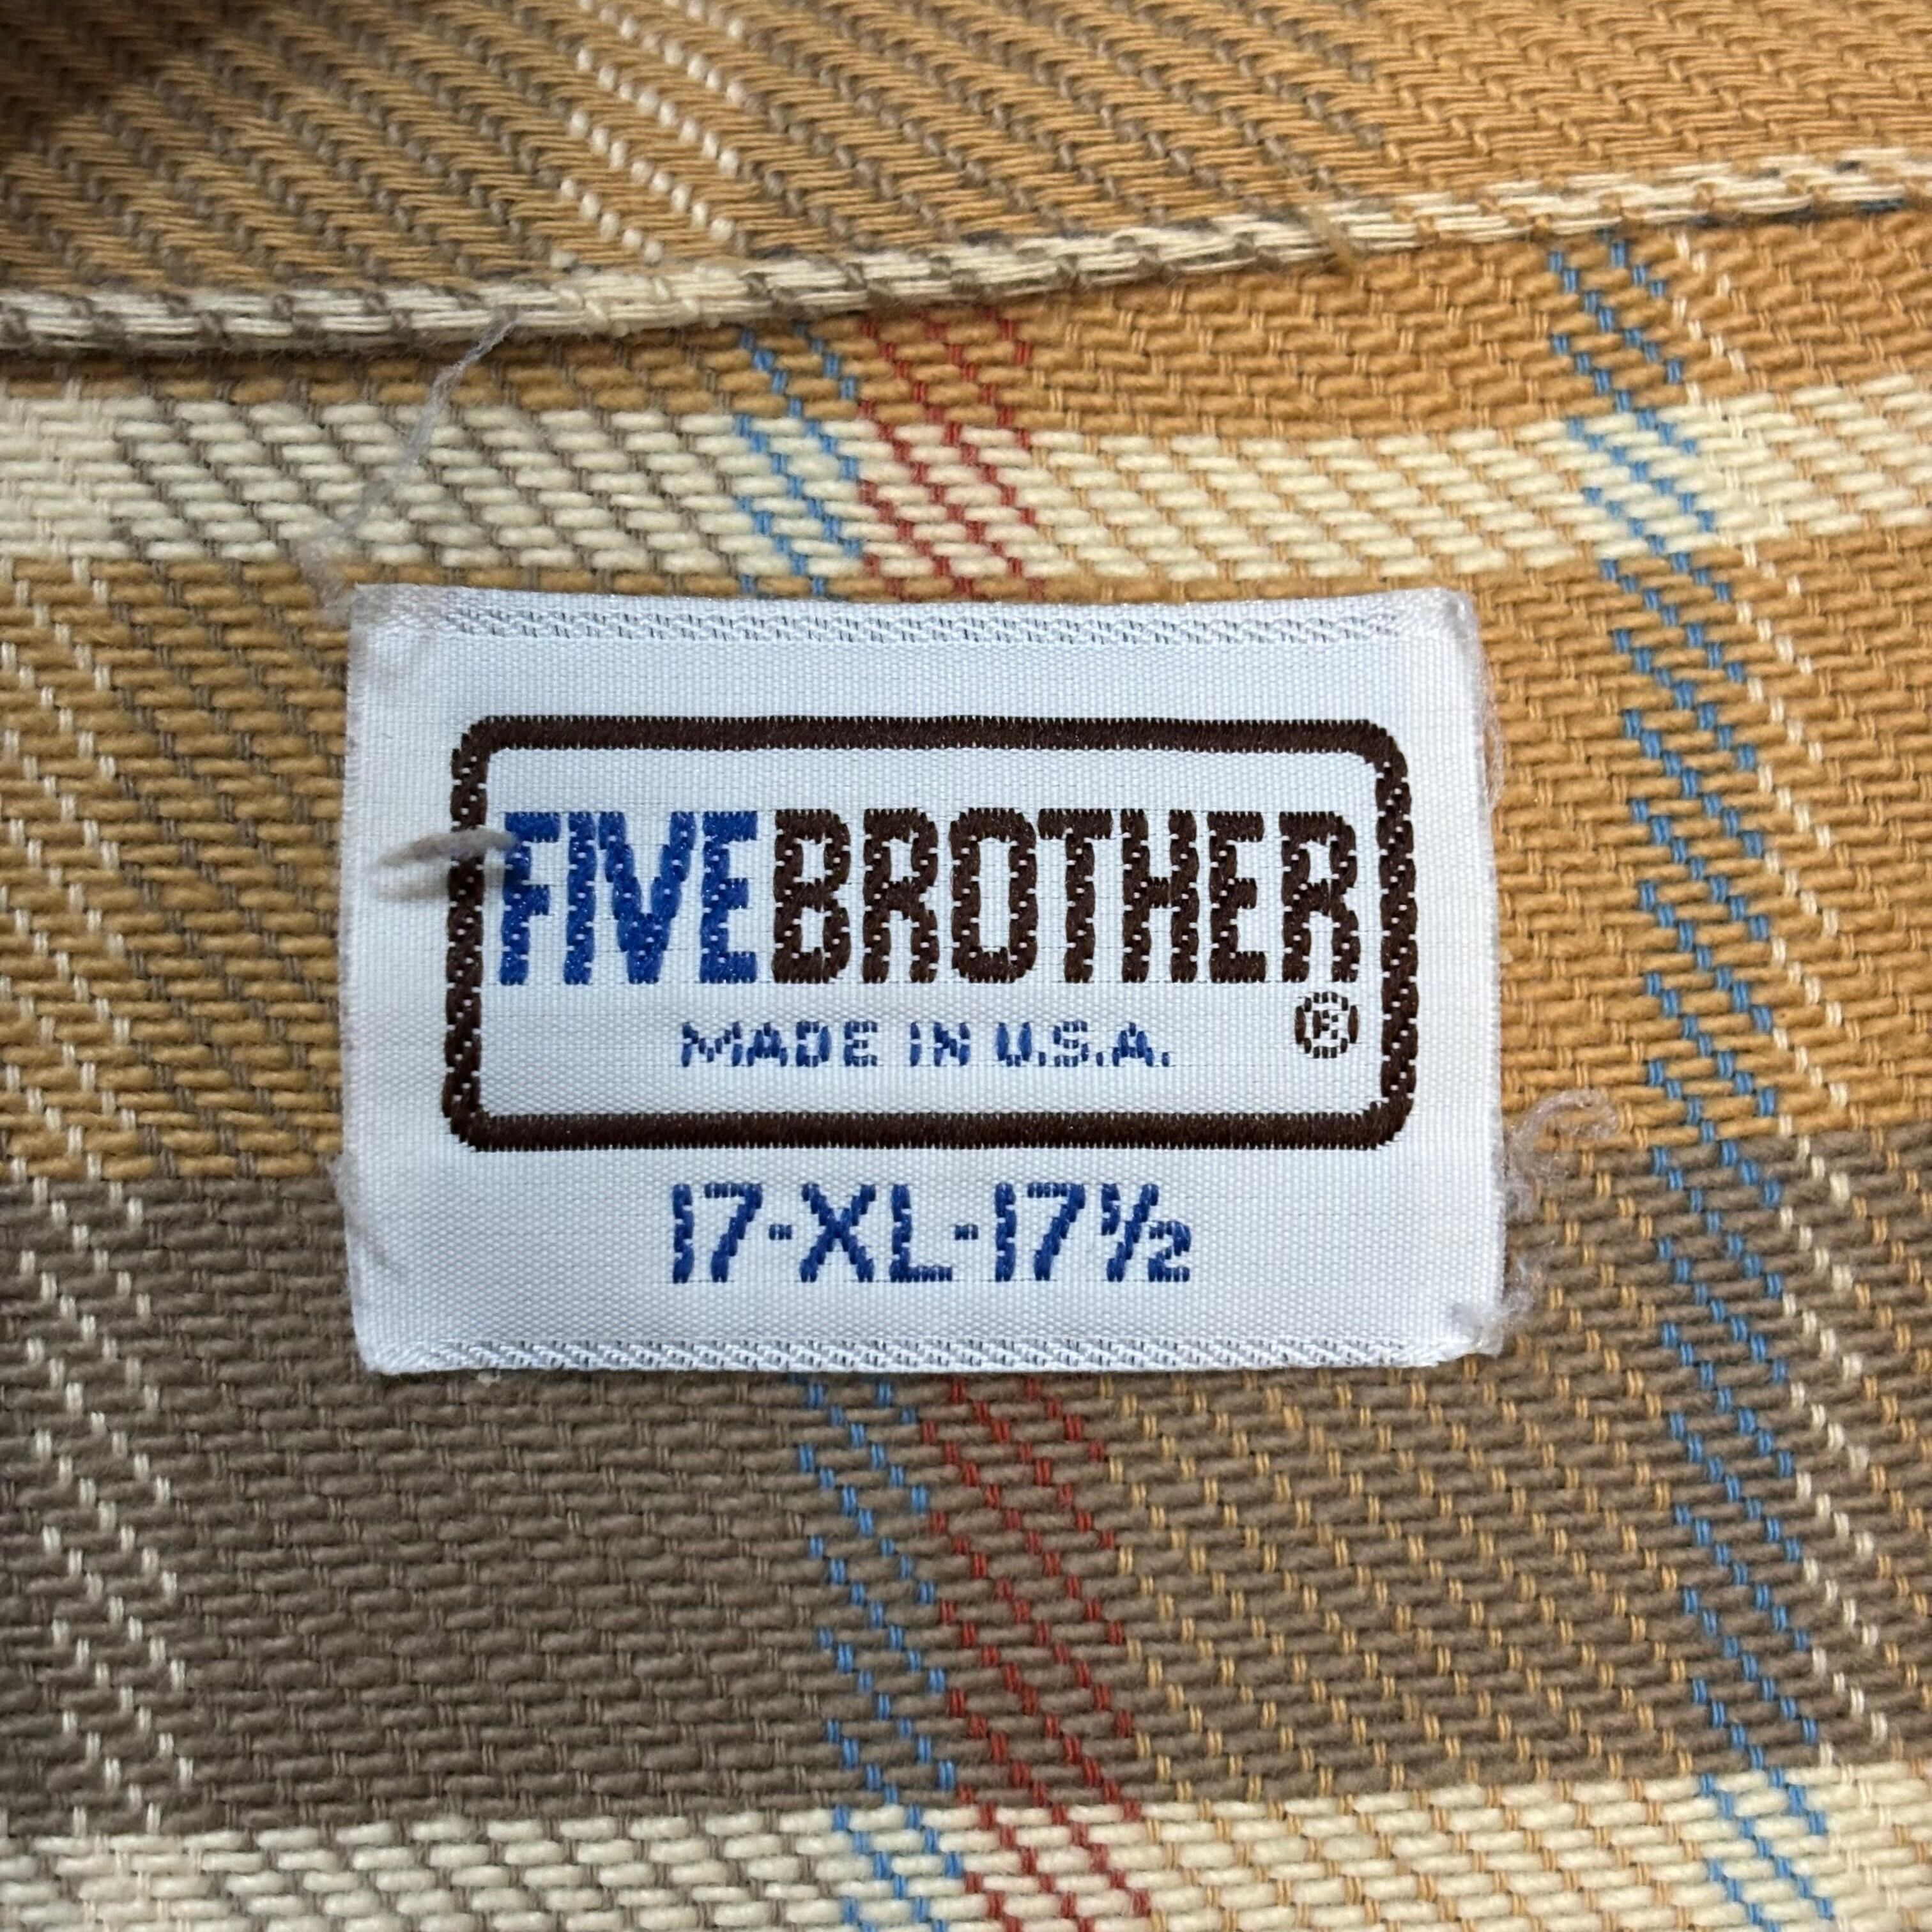 FIVEBROTHER
®
MADE IN U.S.A.
17-XL-17½